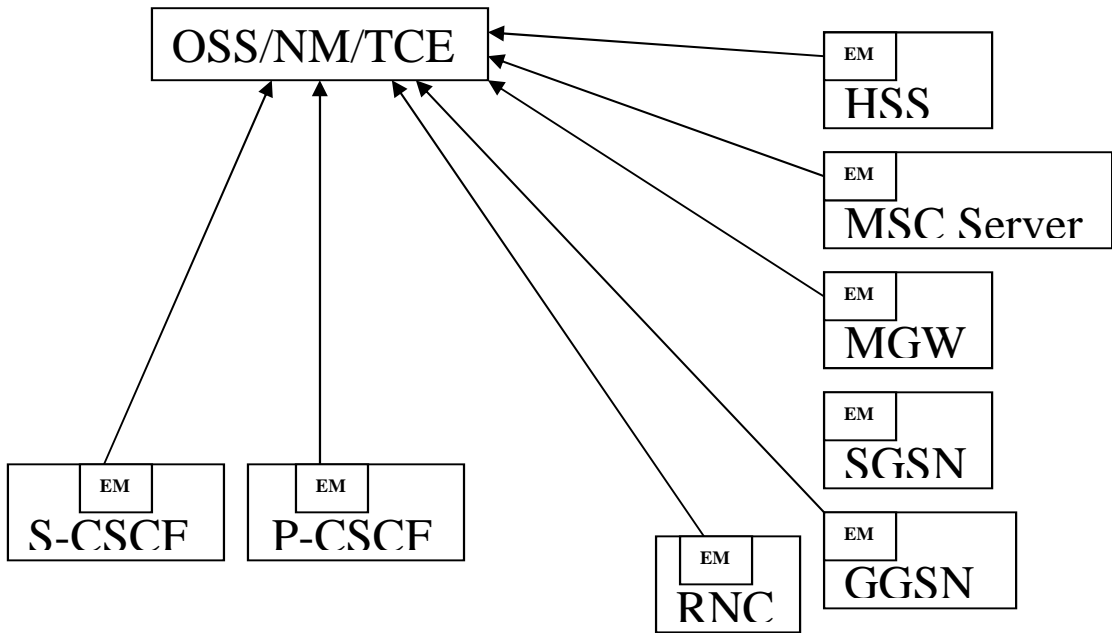 OSS/NM/TCE
EM
HSS
EM
MSC Server
EM
MGW
EM
SGSN
EM
GGSN
EM
S-CSCF
EM
P-CSCF
EM
RNC